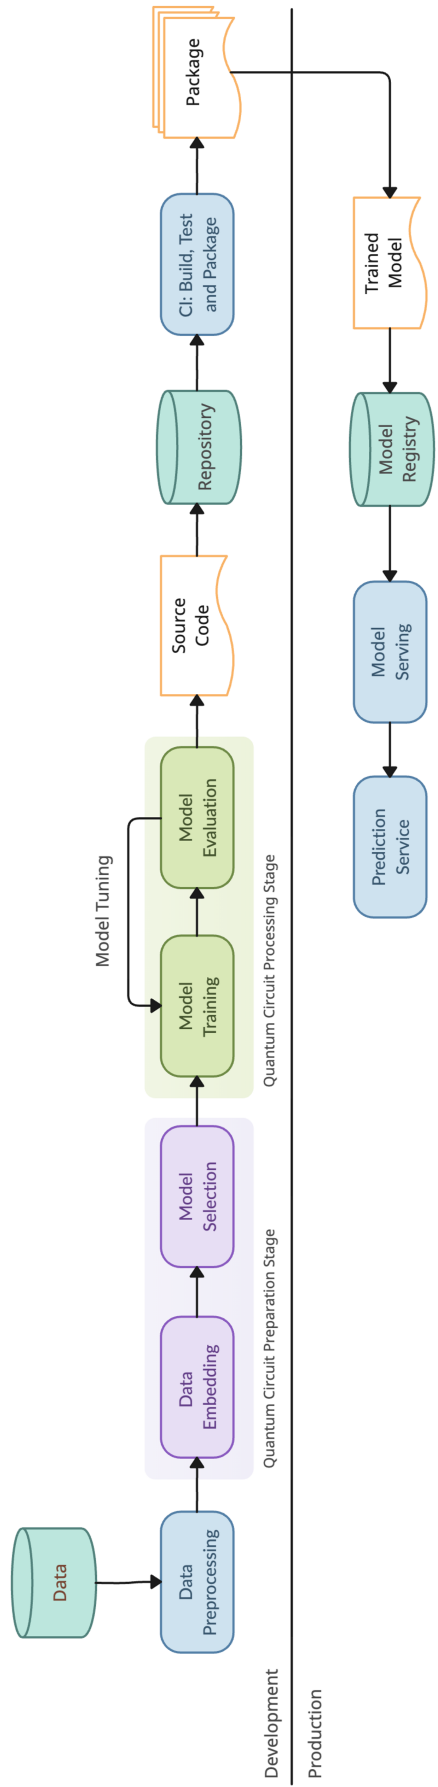 Data
Data
Preprocessing
Data
Embedding
Model
Selection
Quantum Circuit Preparation Stage
Model Tuning
Model
Training
Model
Evaluation
Quantum Circuit Processing Stage
Source
Code
Repository
CI: Build, Test
and Package
Package
Development
Production
Prediction
Service
Model
Serving
Model
Registry
Trained
Model